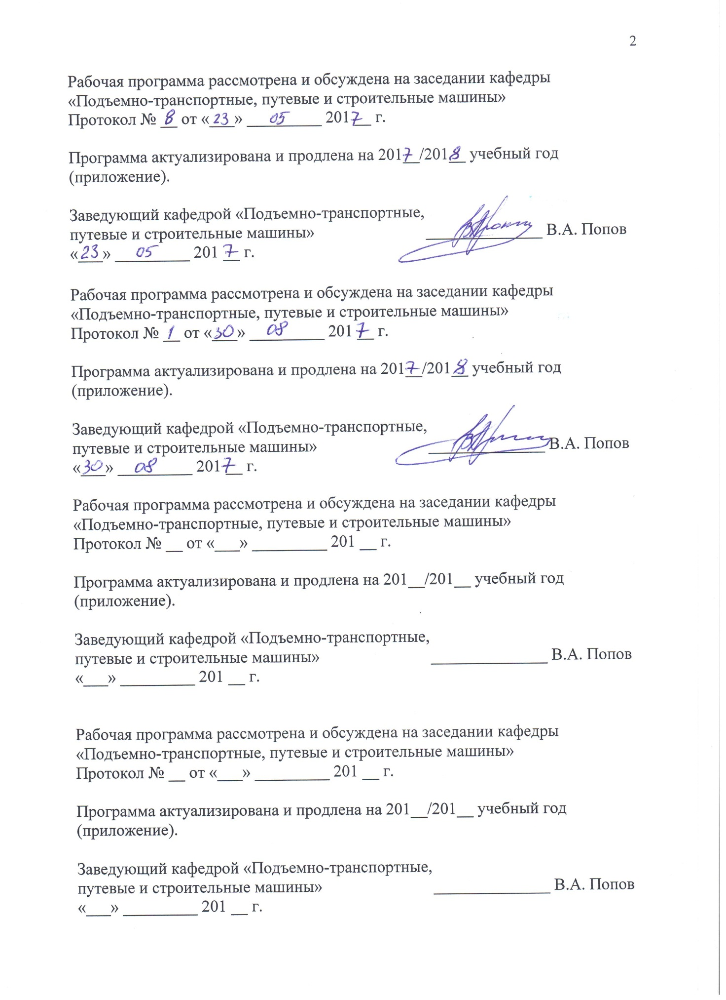 2
Рабочая программа рассмотрена и обсуждена на заседании кафедры
«Подъемно-транспортные, путевые и строительные машины»
Протокол № 8 от «23» 05 2017 г.
Программа актуализирована и продлена на 2017/2018 учебный год
(приложение).
Заведующий кафедрой «Подъемно-транспортные,
путевые и строительные машины» В.А. Попов
«23» 05 2017 г.
Рабочая программа рассмотрена и обсуждена на заседании кафедры
«Подъемно-транспортные, путевые и строительные машины»
Протокол № 1 от «30» 08 2017 г.
Программа актуализирована и продлена на 2017/2018 учебный год
(приложение).
Заведующий кафедрой «Подъемно-транспортные,
путевые и строительные машины» В.А. Попов
«30» 08 2017 г.
Рабочая программа рассмотрена и обсуждена на заседании кафедры
«Подъемно-транспортные, путевые и строительные машины»
Протокол № __ от «___» _________ 201 __ г.
Программа актуализирована и продлена на 201__/201__ учебный год
(приложение).
Заведующий кафедрой «Подъемно-транспортные,
путевые и строительные машины» ______________ В.А. Попов
«___» _________ 201 __ г.
Рабочая программа рассмотрена и обсуждена на заседании кафедры
«Подъемно-транспортные, путевые и строительные машины»
Протокол № __ от «___» _________ 201 __ г.
Программа актуализирована и продлена на 201__/201__ учебный год
(приложение).
Заведующий кафедрой «Подъемно-транспортные,
путевые и строительные машины» ______________ В.А. Попов
«___» _________ 201 __ г.